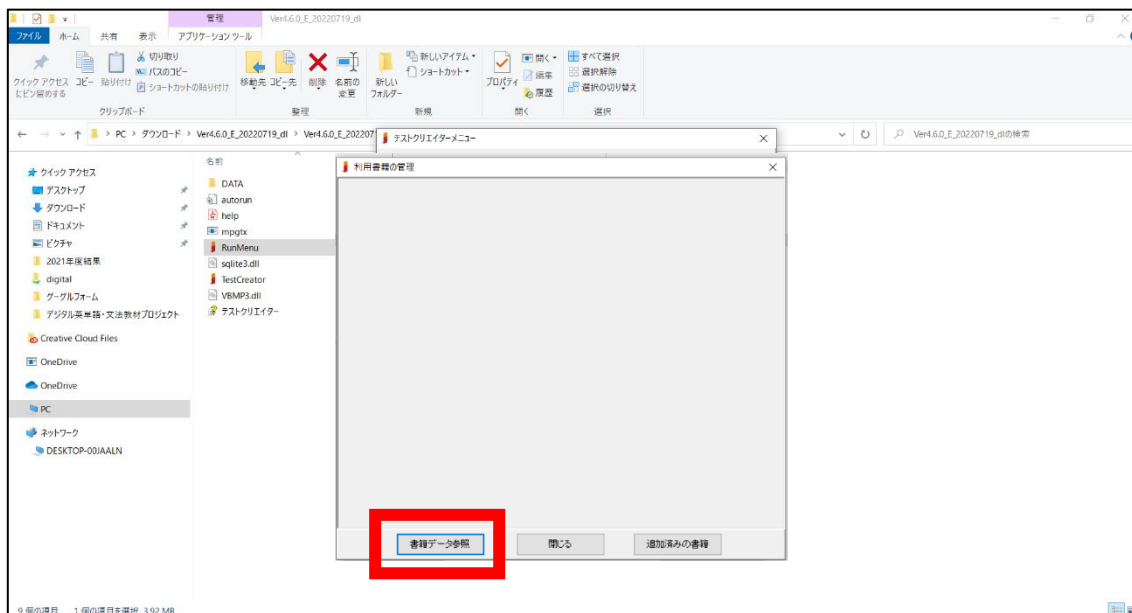 管理
Ver4.6.0_E_20220719_dl
ファイル ホーム 共有 表示 アプリケーション ツール
クイック アクセスにピン留めする
コピー
貼り付け
切り取り
パスのコピー
ショートカットの貼り付け
クリップボード
移動先
コピー先
削除
名前の変更
整理
新しいフォルダー
新しいアイテム
ショートカット
新規
プロパティ
開く
編集
履歴
開く
すべて選択
選択解除
選択の切り替え
選択
PC > ダウンロード > Ver4.6.0_E_20220719_dl > Ver4.6.0_E_202207
Ver4.6.0_E_20220719_dlの検索
クイック アクセス
デスクトップ
ダウンロード
ドキュメント
ピクチャ
2021年度結果
digital
グーグルフォーム
デジタル英単語・文法教材プロジェクト
Creative Cloud Files
OneDrive
OneDrive
PC
ネットワーク
DESKTOP-00JAALN
名前
DATA
autorun
help
mpgtx
RunMenu
sqlite3.dll
TestCreator
VBMP3.dll
テストクリエイター
テストクリエイターメニュー
利用書籍の管理
書籍データ参照
閉じる
追加済みの書籍
9 個の項目 1 個の項目を選択 3.92 MB